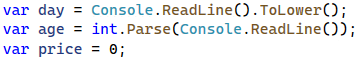 var day = Console.ReadLine().ToLower();
var age = int.Parse(Console.ReadLine());
var price = 0;